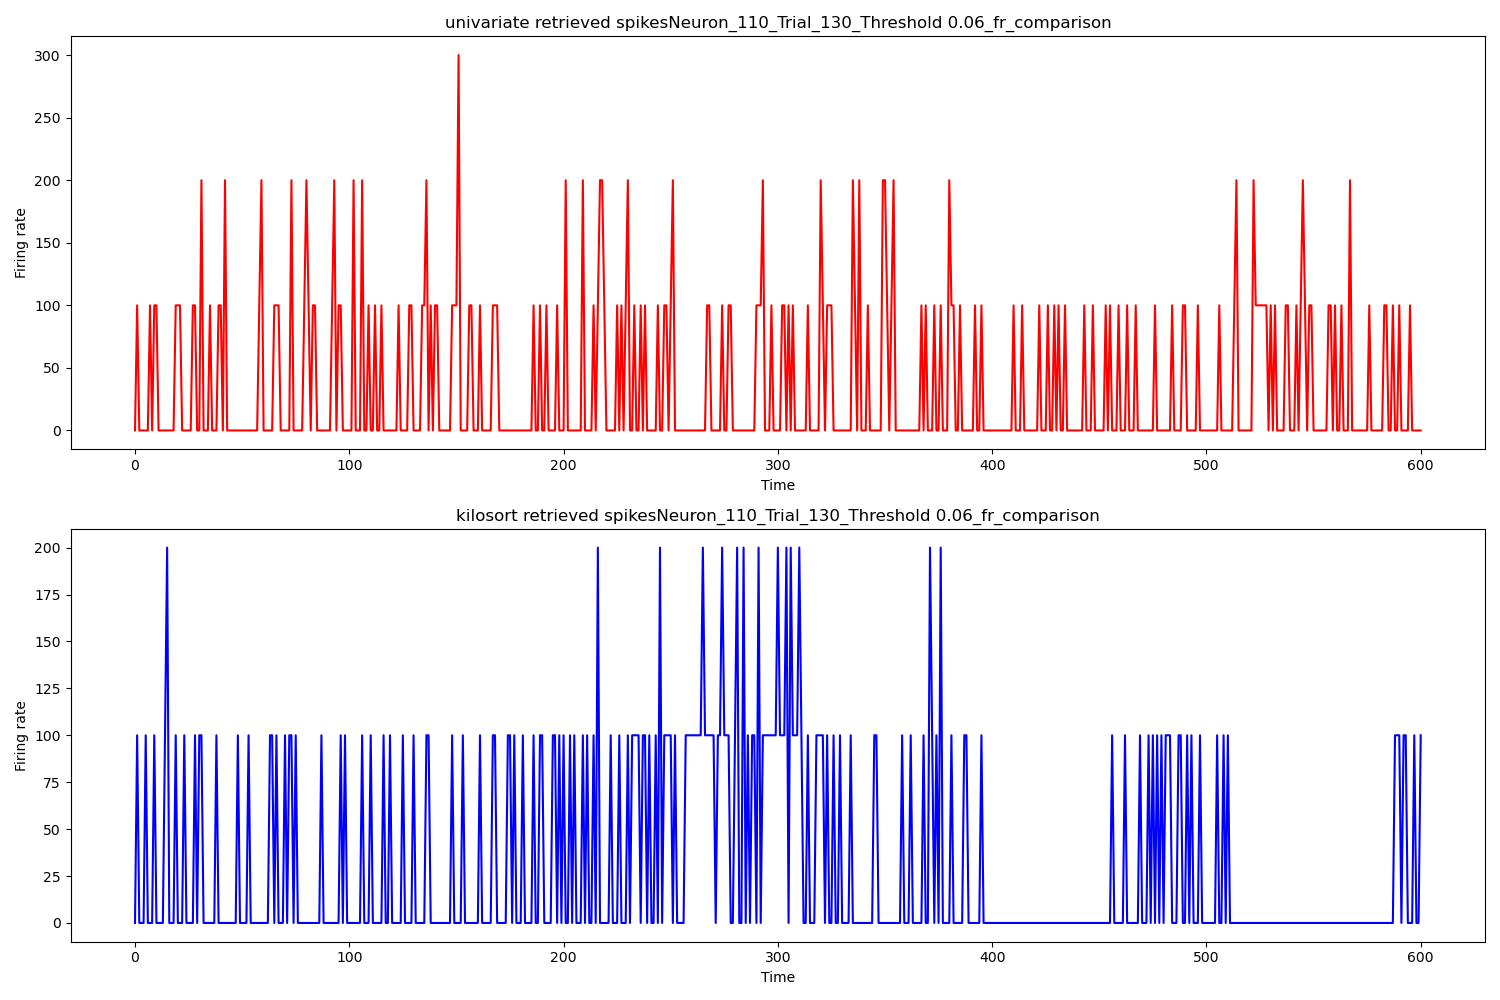 univariate retrieved spikesNeuron_110_Trial_130_Threshold 0.06_fr_comparison
300
250
200
150
100
50
0
Firing rate
0 100 200 300 400 500 600
Time
kilosort retrieved spikesNeuron_110_Trial_130_Threshold 0.06_fr_comparison
200
175
150
125
100
75
50
25
0
Firing rate
0 100 200 300 400 500 600
Time